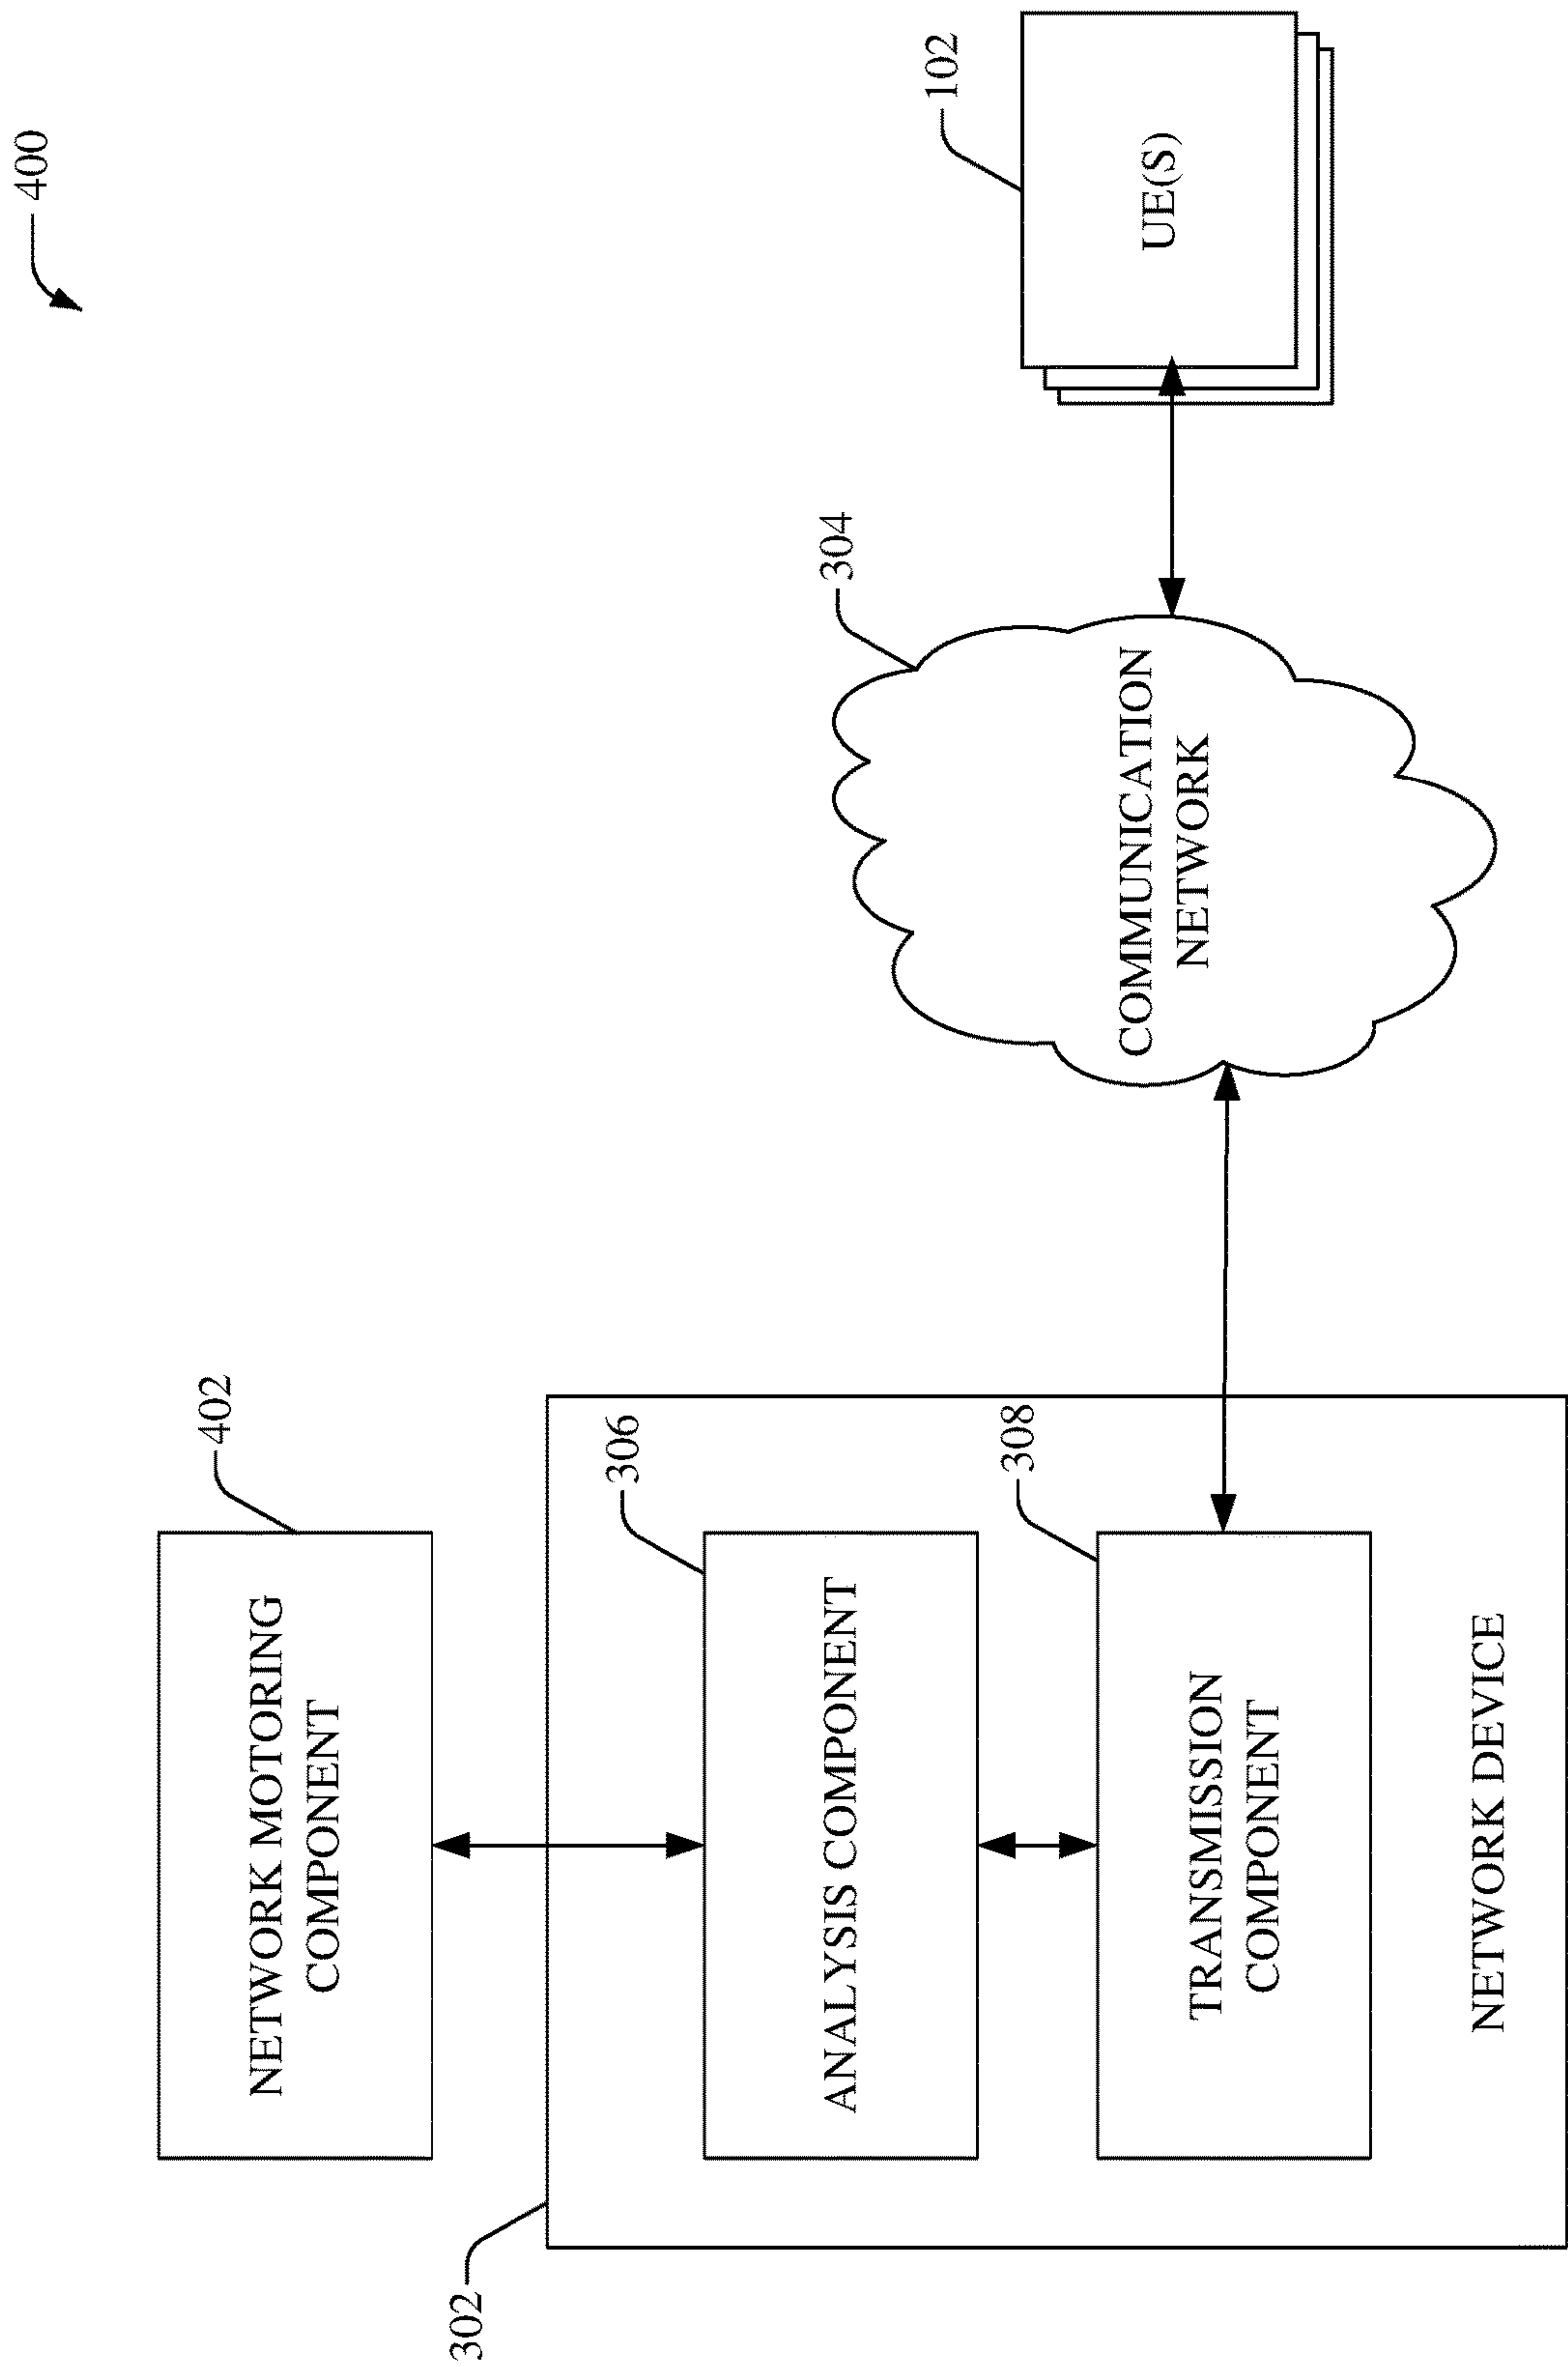 400
402
NETWORK MOTORING
COMPONENT
302
306
ANALYSIS COMPONENT
308
TRANSMISSION
COMPONENT
NETWORK DEVICE
304
COMMUNICATION
NETWORK
102
UE(S)